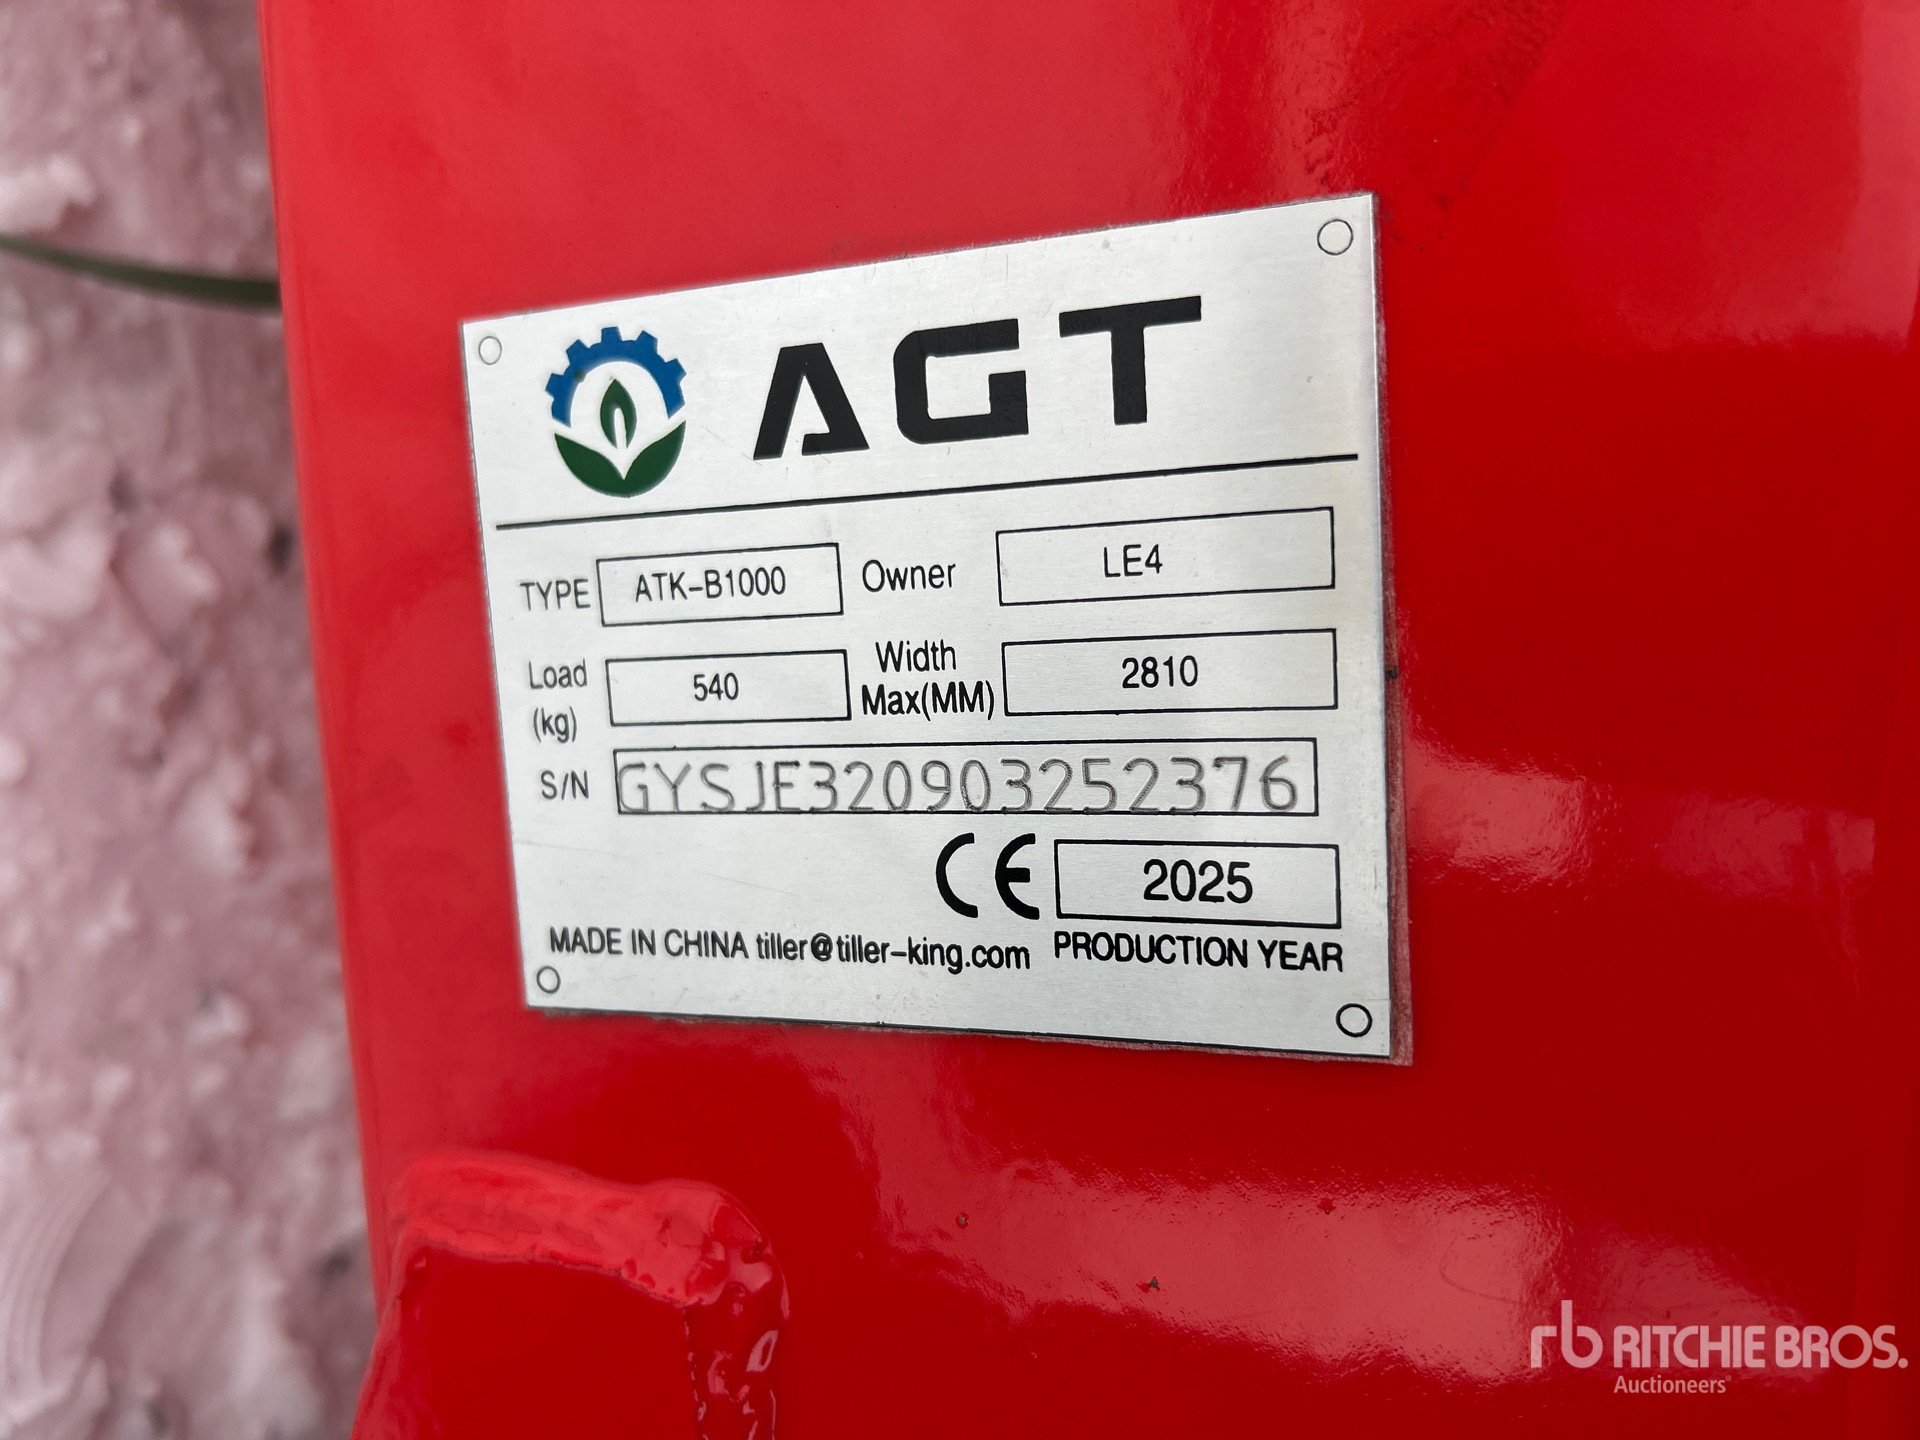 AGT
TYPE ATK-B1000 Owner LE4
Load (kg) 540 Width Max(MM) 2810
S/N GYSJE320903252376
CE 2025
MADE IN CHINA tiller@tiller-king.com PRODUCTION YEAR
rb RITCHIE BROS.
Auctioneers